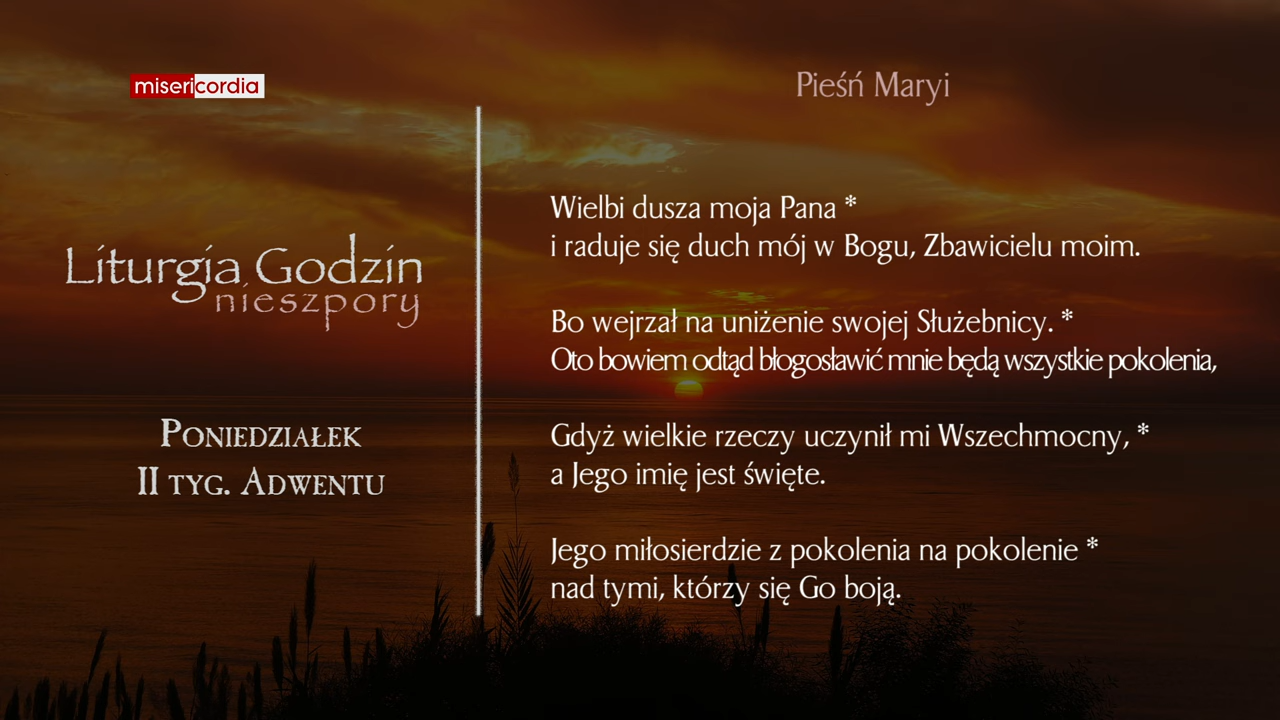 misericordia
Liturgia Godzin
nieszpory
Poniedziałek
II tyg. Adwentu
Pieśń Maryi
Wielbi dusza moja Pana *
i raduje się duch mój w Bogu, Zbawicielu moim.
Bo wejrzał na uniżenie swojej Służebnicy. *
Oto bowiem odtąd błogosławić mnie będą wszystkie pokolenia,
Gdyż wielkie rzeczy uczynił mi Wszechmocny, *
a Jego imię jest święte.
Jego miłosierdzie z pokolenia na pokolenie *
nad tymi, którzy się Go boją.